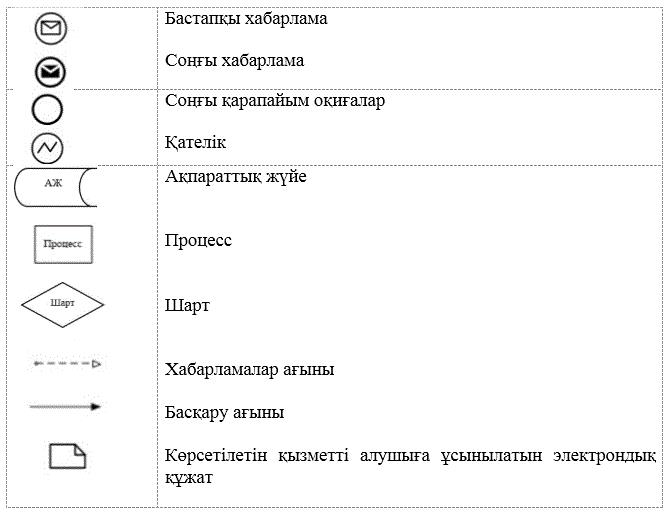 Бастапқы хабарлама
Соңғы хабарлама
Соңғы қарапайым оқиғалар
Қателік
АЖ
Ақпараттық жүйе
Процесс
Процесс
Шарт
Шарт
Хабарламалар ағыны
Басқару ағыны
Көрсетілетін қызметті алушыға ұсынылатын электрондық
құжат